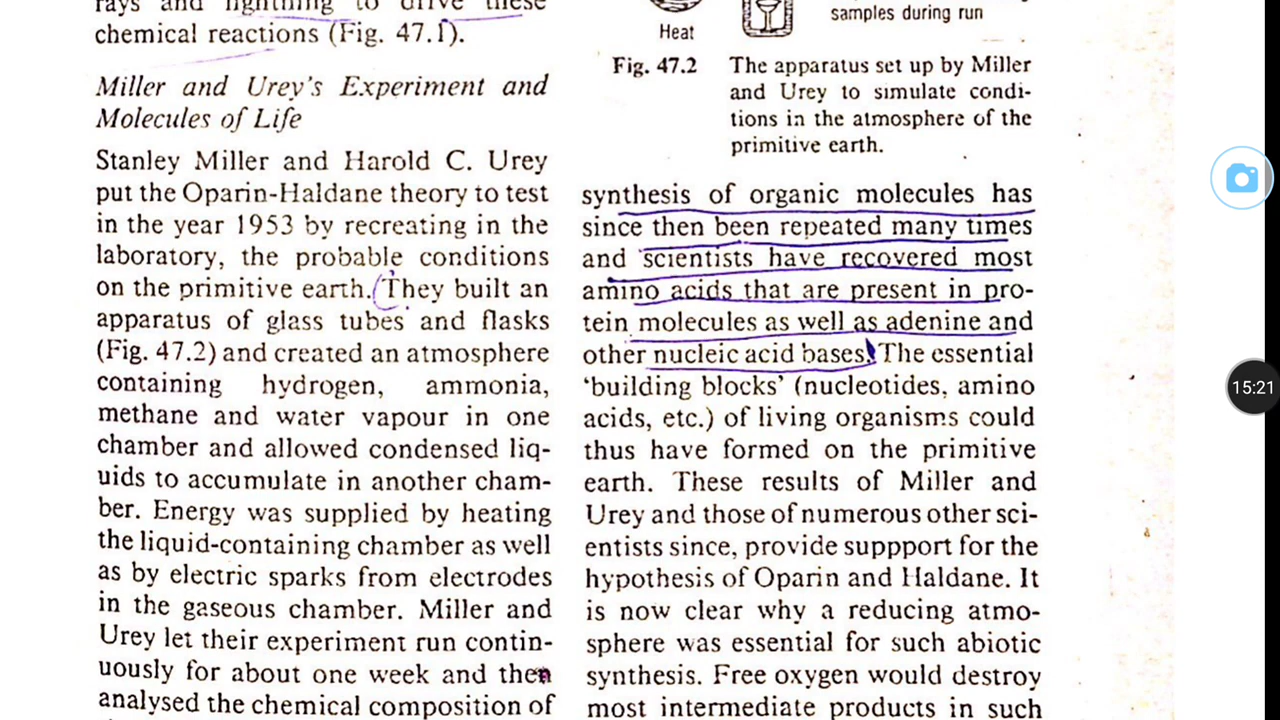 rays and lightning to drive these
chemical reactions (Fig. 47.1).
Miller and Urey's Experiment and
Molecules of Life
Stanley Miller and Harold C. Urey
put the Oparin-Haldane theory to test
in the year 1953 by recreating in the
laboratory, the probable conditions
on the primitive earth. (They built an
apparatus of glass tubes and flasks
(Fig. 47.2) and created an atmosphere
containing hydrogen, ammonia,
methane and water vapour in one
chamber and allowed condensed liq-
uids to accumulate in another cham-
ber. Energy was supplied by heating
the liquid-containing chamber as well
as by electric sparks from electrodes
in the gaseous chamber. Miller and
Urey let their experiment run contin-
uously for about one week and then
analysed the chemical composition of
samples during run
Heat
Fig. 47.2 The apparatus set up by Miller
and Urey to simulate condi-
tions in the atmosphere of the
primitive earth.
synthesis of organic molecules has
since then been repeated many times
and scientists have recovered most
amino acids that are present in pro-
tein molecules as well as adenine and
other nucleic acid bases. The essential
‘building blocks’ (nucleotides, amino
acids, etc.) of living organisms could
thus have formed on the primitive
earth. These results of Miller and
Urey and those of numerous other sci-
entists since, provide suppport for the
hypothesis of Oparin and Haldane. It
is now clear why a reducing atmo-
sphere was essential for such abiotic
synthesis. Free oxygen would destroy
most intermediate products in such
15:21